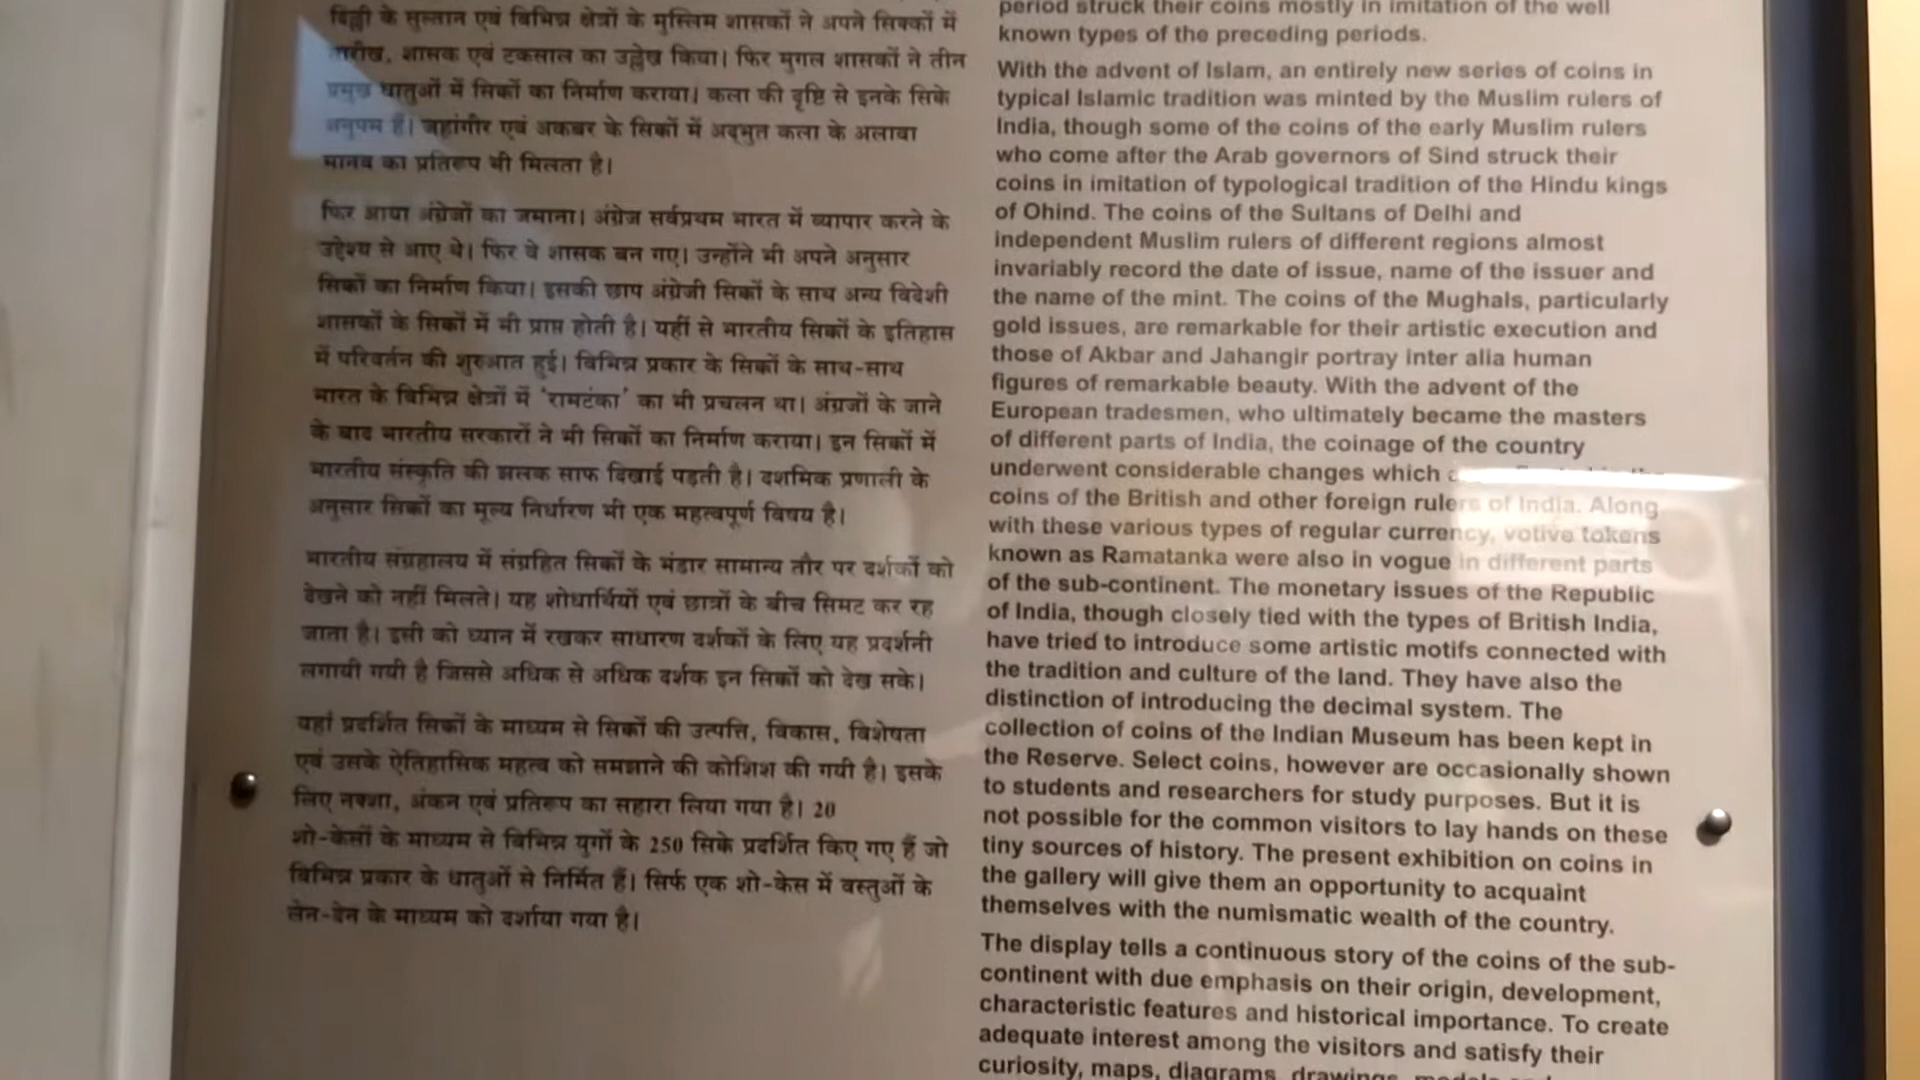 दिल्ली के सुल्तान एवं विभिन्न क्षेत्रों के मुस्लिम शासकों ने अपने सिक्कों में
तारीख, शासक एवं टकसाल का उल्लेख किया। फिर मुगल शासकों ने तीन
प्रमुख धातुओं में सिक्कों का निर्माण कराया। कला की दृष्टि से इनके सिक्के
अनुपम हैं। जहांगीर एवं अकबर के सिक्कों में अद्भुत कला के अलावा
मानव का प्रतिरूप भी मिलता है।
फिर आया अंग्रेजों का जमाना। अंग्रेज सर्वप्रथम भारत में व्यापार करने के
उद्देश्य से आए थे। फिर वे शासक बन गए। उन्होंने भी अपने अनुसार
सिक्कों का निर्माण किया। इसकी छाप अंग्रेजी सिक्कों के साथ अन्य विदेशी
शासकों के सिक्कों में भी प्राप्त होती है। यहीं से भारतीय सिक्कों के इतिहास
में परिवर्तन की शुरुआत हुई। विभिन्न प्रकार के सिक्कों के साथ-साथ
भारत के विभिन्न क्षेत्रों में 'रामटंका' का भी प्रचलन था। अंग्रजों के जाने
के बाद भारतीय सरकारों ने भी सिक्कों का निर्माण कराया। इन सिक्कों में
भारतीय संस्कृति की झलक साफ दिखाई पड़ती है। दशमिक प्रणाली के
अनुसार सिक्कों का मूल्य निर्धारण भी एक महत्वपूर्ण विषय है।
भारतीय संग्रहालय में संग्रहित सिक्कों के भंडार सामान्य तौर पर दर्शकों को
देखने को नहीं मिलते। यह शोधार्थियों एवं छात्रों के बीच सिमट कर रह
जाता है। इसी को ध्यान में रखकर साधारण दर्शकों के लिए यह प्रदर्शनी
लगायी गयी है जिससे अधिक से अधिक दर्शक इन सिक्कों को देख सके।
यहां प्रदर्शित सिक्कों के माध्यम से सिक्कों की उत्पत्ति, विकास, विशेषता
एवं उसके ऐतिहासिक महत्व को समझाने की कोशिश की गयी है। इसके
लिए नक्शा, अंकन एवं प्रतिरूप का सहारा लिया गया है। 20
शो-केसों के माध्यम से विभिन्न युगों के 250 सिक्के प्रदर्शित किए गए हैं जो
विभिन्न प्रकार के धातुओं से निर्मित हैं। सिर्फ एक शो-केस में वस्तुओं के
लेन-देन के माध्यम को दर्शाया गया है।
period struck their coins mostly in imitation of the well
known types of the preceding periods.
With the advent of Islam, an entirely new series of coins in
typical Islamic tradition was minted by the Muslim rulers of
India, though some of the coins of the early Muslim rulers
who come after the Arab governors of Sind struck their
coins in imitation of typological tradition of the Hindu kings
of Ohind. The coins of the Sultans of Delhi and
independent Muslim rulers of different regions almost
invariably record the date of issue, name of the issuer and
the name of the mint. The coins of the Mughals, particularly
gold issues, are remarkable for their artistic execution and
those of Akbar and Jahangir portray inter alia human
figures of remarkable beauty. With the advent of the
European tradesmen, who ultimately became the masters
of different parts of India, the coinage of the country
underwent considerable changes which
coins of the British and other foreign rulers of India. Along
with these various types of regular currency, votive tokens
known as Ramatanka were also in vogue in different parts
of the sub-continent. The monetary issues of the Republic
of India, though closely tied with the types of British India,
have tried to introduce some artistic motifs connected with
the tradition and culture of the land. They have also the
distinction of introducing the decimal system. The
collection of coins of the Indian Museum has been kept in
the Reserve. Select coins, however are occasionally shown
to students and researchers for study purposes. But it is
not possible for the common visitors to lay hands on these
tiny sources of history. The present exhibition on coins in
the gallery will give them an opportunity to acquaint
themselves with the numismatic wealth of the country.
The display tells a continuous story of the coins of the sub-
continent with due emphasis on their origin, development,
characteristic features and historical importance. To create
adequate interest among the visitors and satisfy their
curiosity, maps, diagrams, drawings,